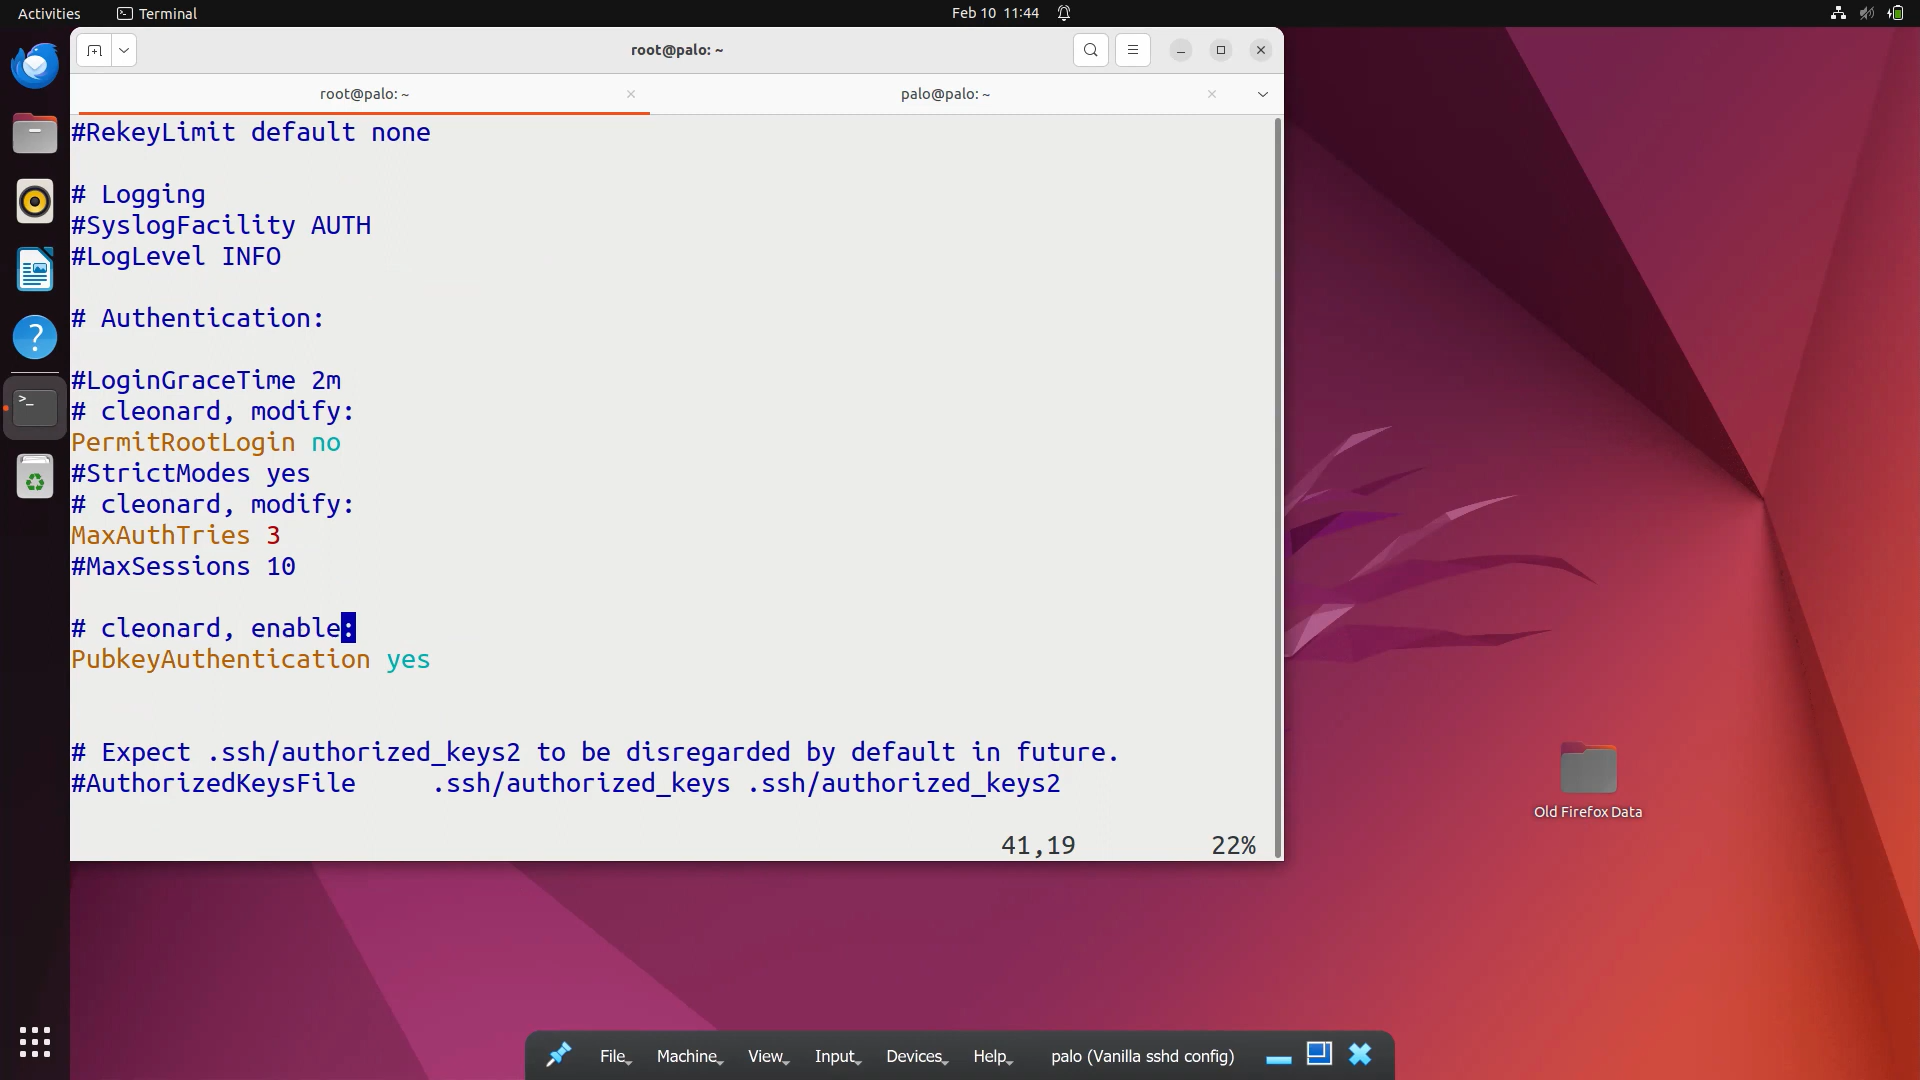 Activities
Terminal
Feb 10 11:44
root@palo: ~
root@palo: ~
palo@palo: ~
#RekeyLimit default none
# Logging
#SyslogFacility AUTH
#LogLevel INFO
# Authentication:
#LoginGraceTime 2m
# cleonard, modify:
PermitRootLogin no
#StrictModes yes
# cleonard, modify:
MaxAuthTries 3
#MaxSessions 10
# cleonard, enable:
PubkeyAuthentication yes
# Expect .ssh/authorized_keys2 to be disregarded by default in future.
#AuthorizedKeysFile .ssh/authorized_keys .ssh/authorized_keys2
41,19 22%
Old Firefox Data
File Machine View Input Devices Help palo (Vanilla sshd config)